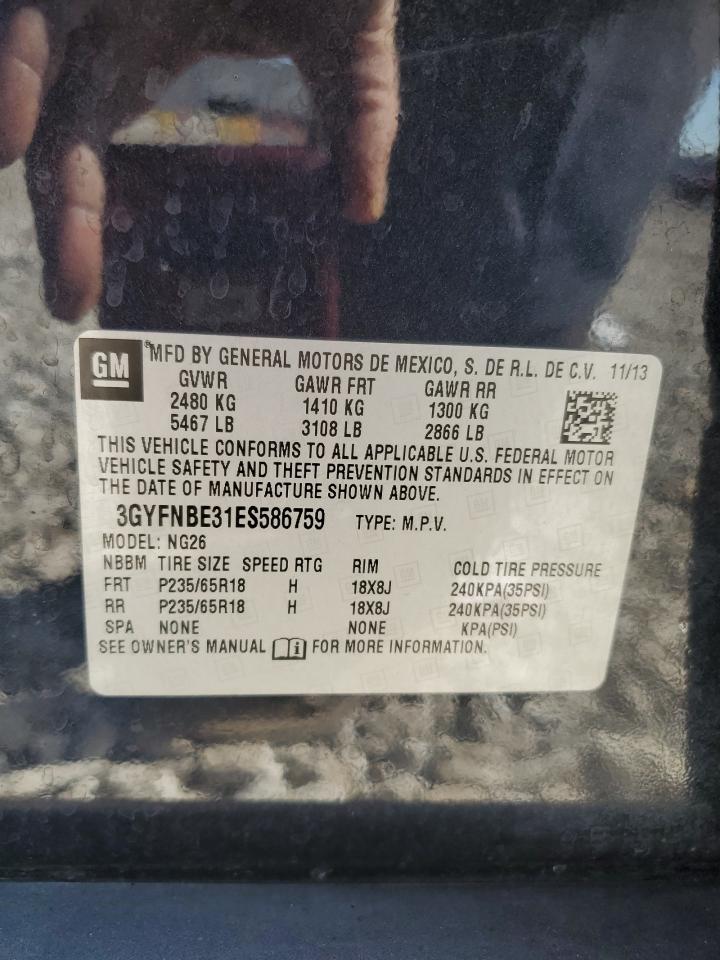 GM
® MFD BY GENERAL MOTORS DE MEXICO, S. DE R.L. DE C.V. 11/13
GVWR GAWR FRT GAWR RR
2480 KG 1410 KG 1300 KG
5467 LB 3108 LB 2866 LB
THIS VEHICLE CONFORMS TO ALL APPLICABLE U.S. FEDERAL MOTOR
VEHICLE SAFETY AND THEFT PREVENTION STANDARDS IN EFFECT ON
THE DATE OF MANUFACTURE SHOWN ABOVE.
3GYFNBE31ES586759 TYPE: M.P.V.
MODEL: NG26
NBBM TIRE SIZE SPEED RTG RIM COLD TIRE PRESSURE
FRT P235/65R18 H 18X8J 240KPA(35PSI)
RR P235/65R18 H 18X8J 240KPA(35PSI)
SPA NONE NONE KPA(PSI)
SEE OWNER'S MANUAL i FOR MORE INFORMATION.